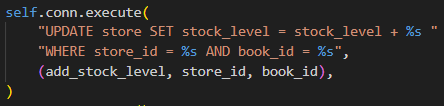 self.conn.execute(
"UPDATE store SET stock_level = stock_level + %s "
"WHERE store_id = %s AND book_id = %s",
(add_stock_level, store_id, book_id),
)